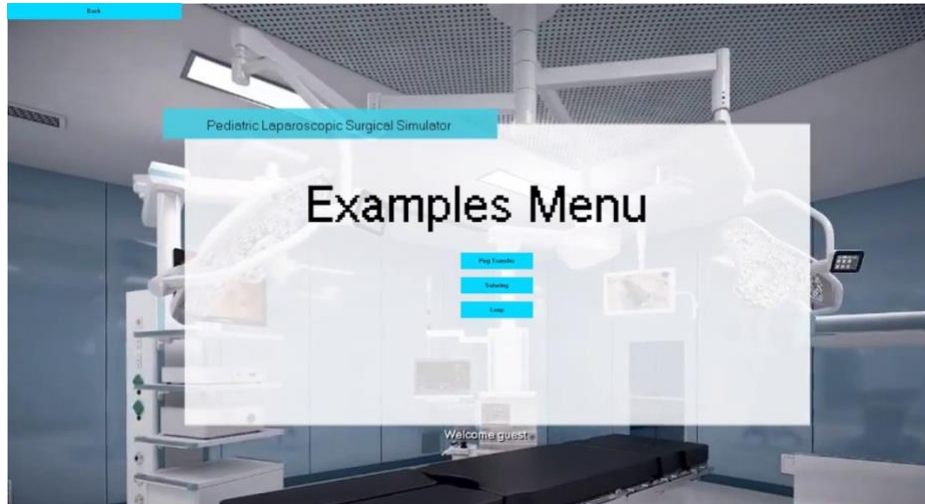 Back
Pediatric Laparoscopic Surgical Simulator
Examples Menu
Peg Transfer
Suturing
Loop
Welcome guest